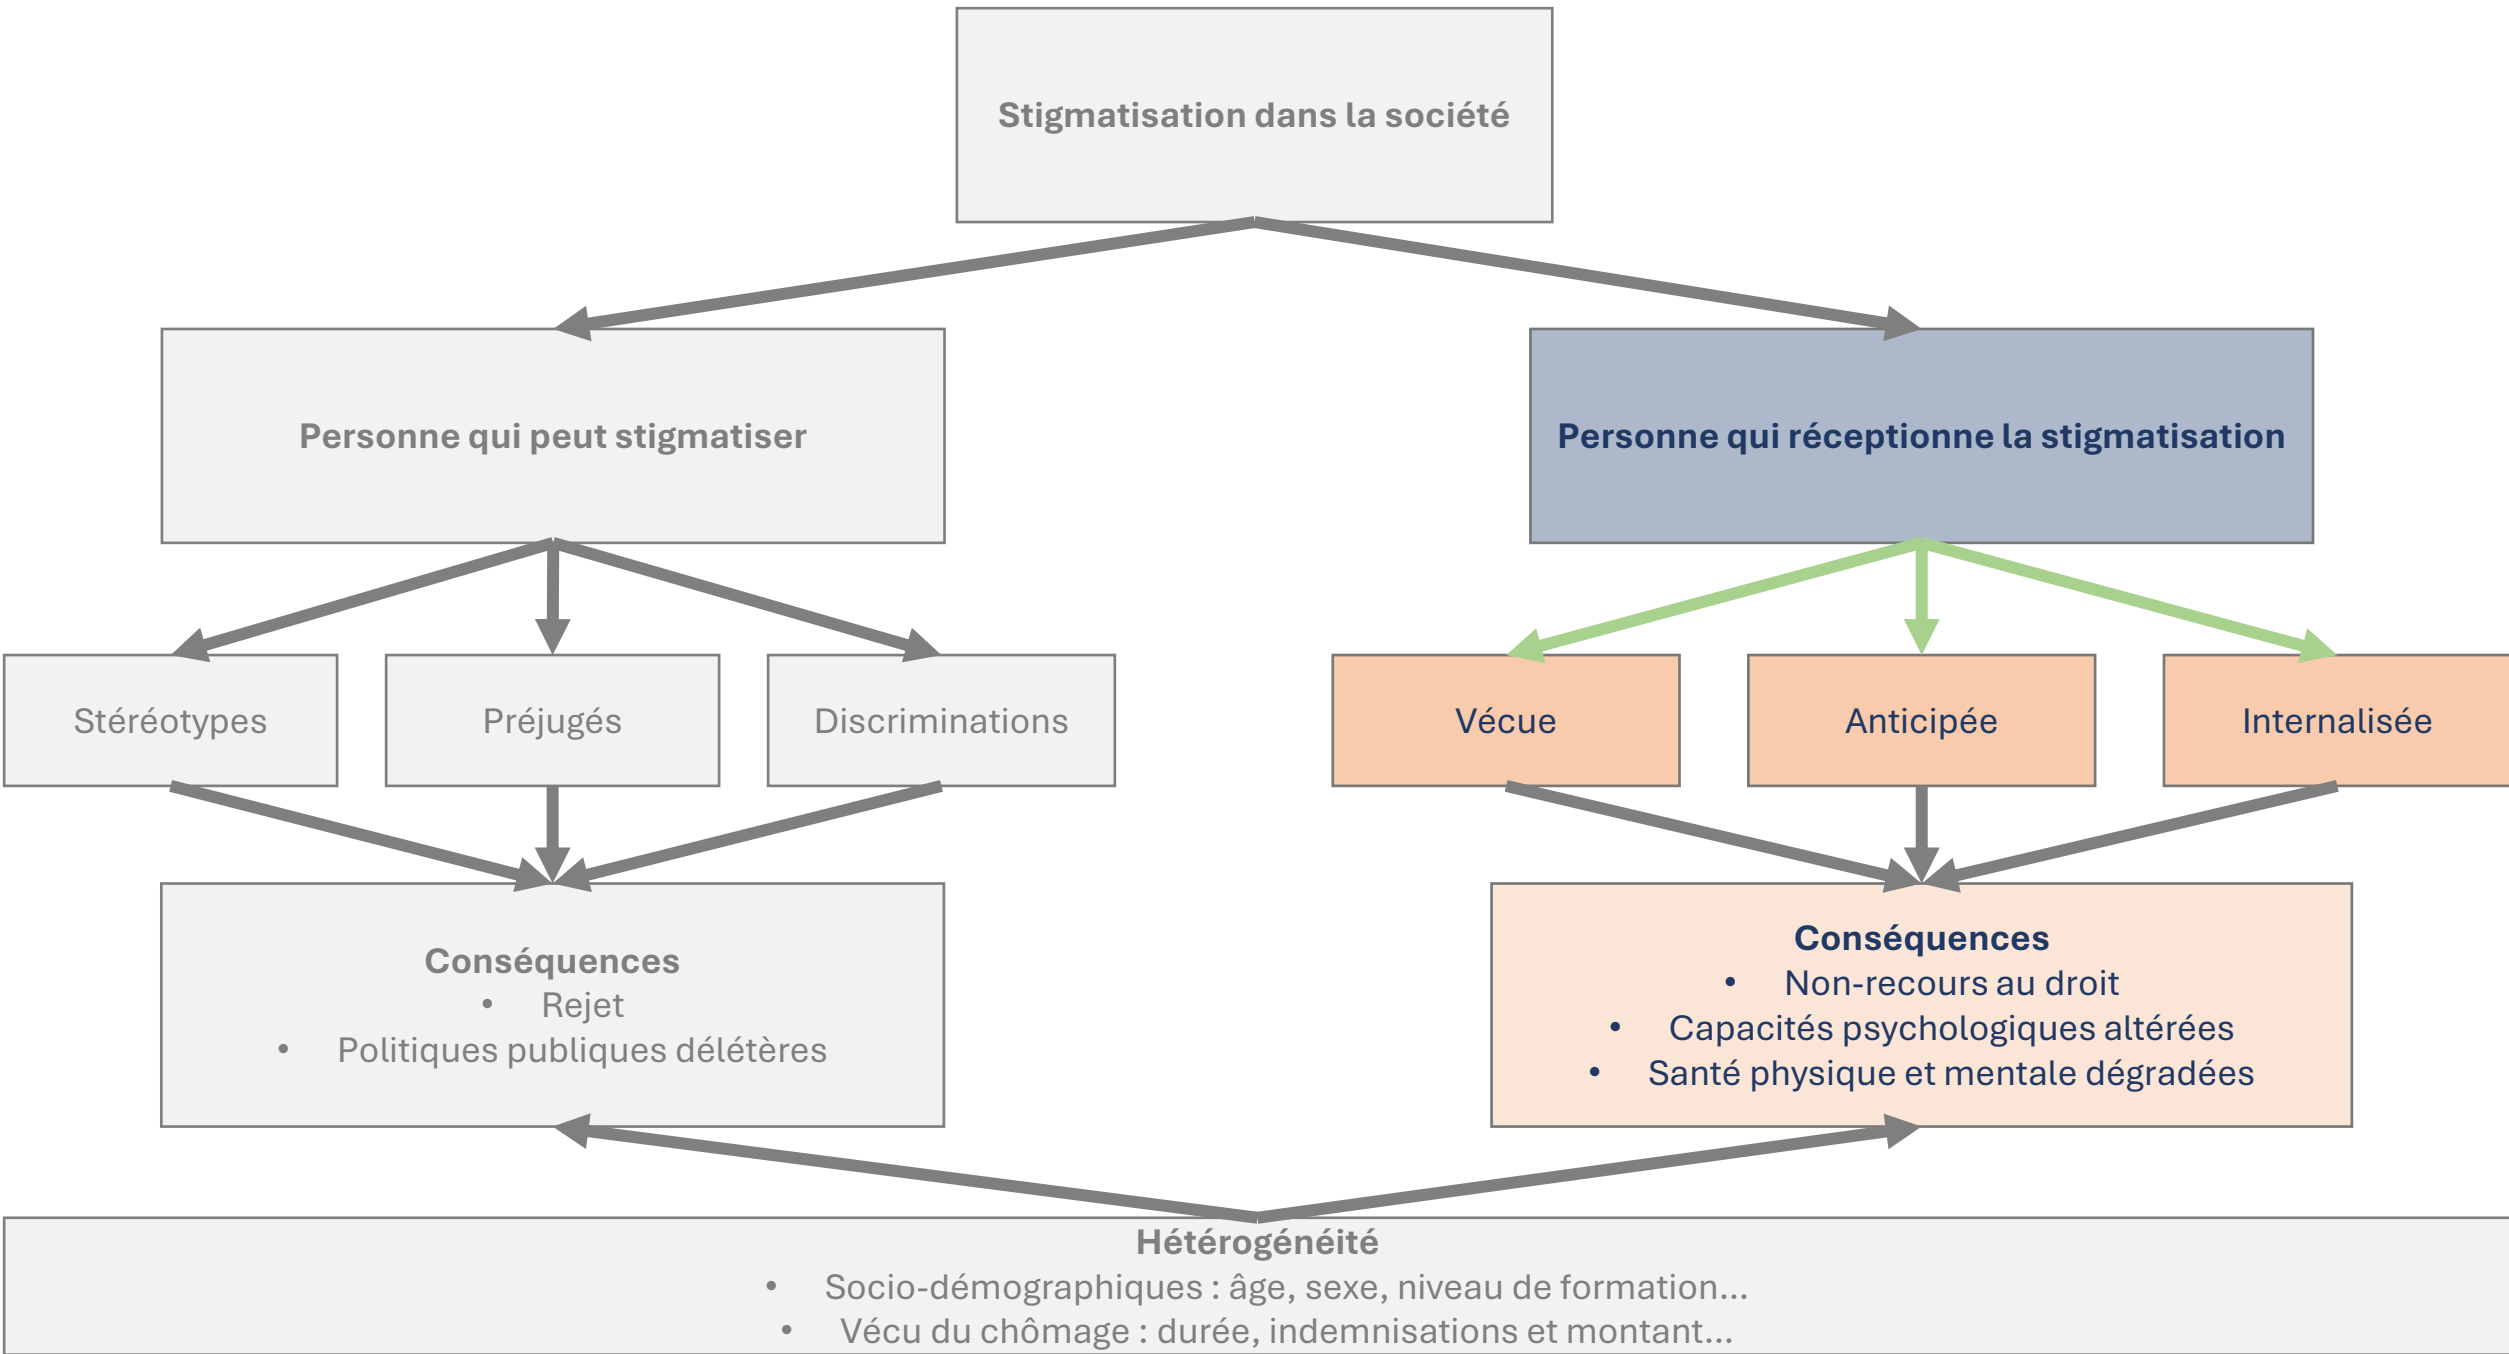 Stigmatisation dans la société
Personne qui peut stigmatiser
Personne qui réceptionne la stigmatisation
Stéréotypes
Préjugés
Discriminations
Vécue
Anticipée
Internalisée
Conséquences
• Rejet
• Politiques publiques délétères
Conséquences
• Non-recours au droit
• Capacités psychologiques altérées
• Santé physique et mentale dégradées
Hétérogénéité
• Socio-démographiques : âge, sexe, niveau de formation...
• Vécu du chômage : durée, indemnisations et montant...